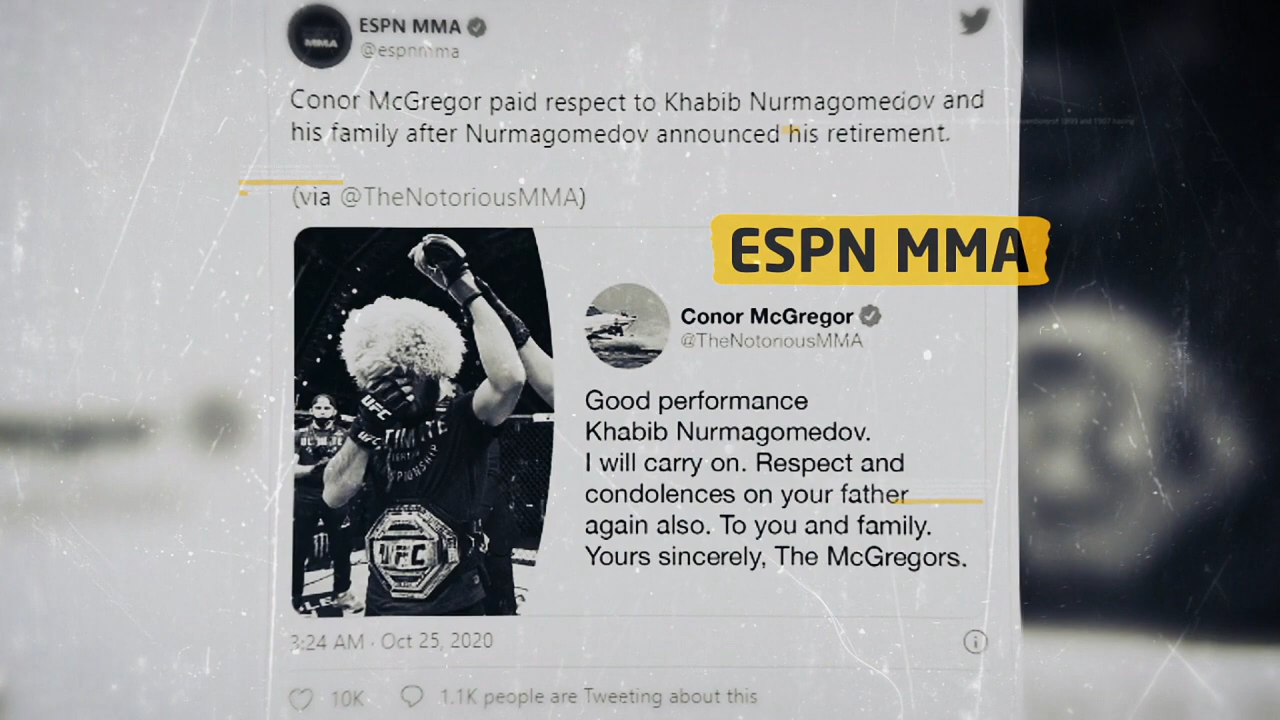 MMA
ESPN MMA
@espnmma
Conor McGregor paid respect to Khabib Nurmagomedov and
his family after Nurmagomedov announced his retirement.
(via @TheNotoriousMMA)
ESPN MMA
Conor McGregor
@TheNotoriousMMA
Good performance
Khabib Nurmagomedov.
I will carry on. Respect and
condolences on your father
again also. To you and family.
Yours sincerely, The McGregors.
UFC
UFC
3:24 AM · Oct 25, 2020
10K
1.1K people are Tweeting about this